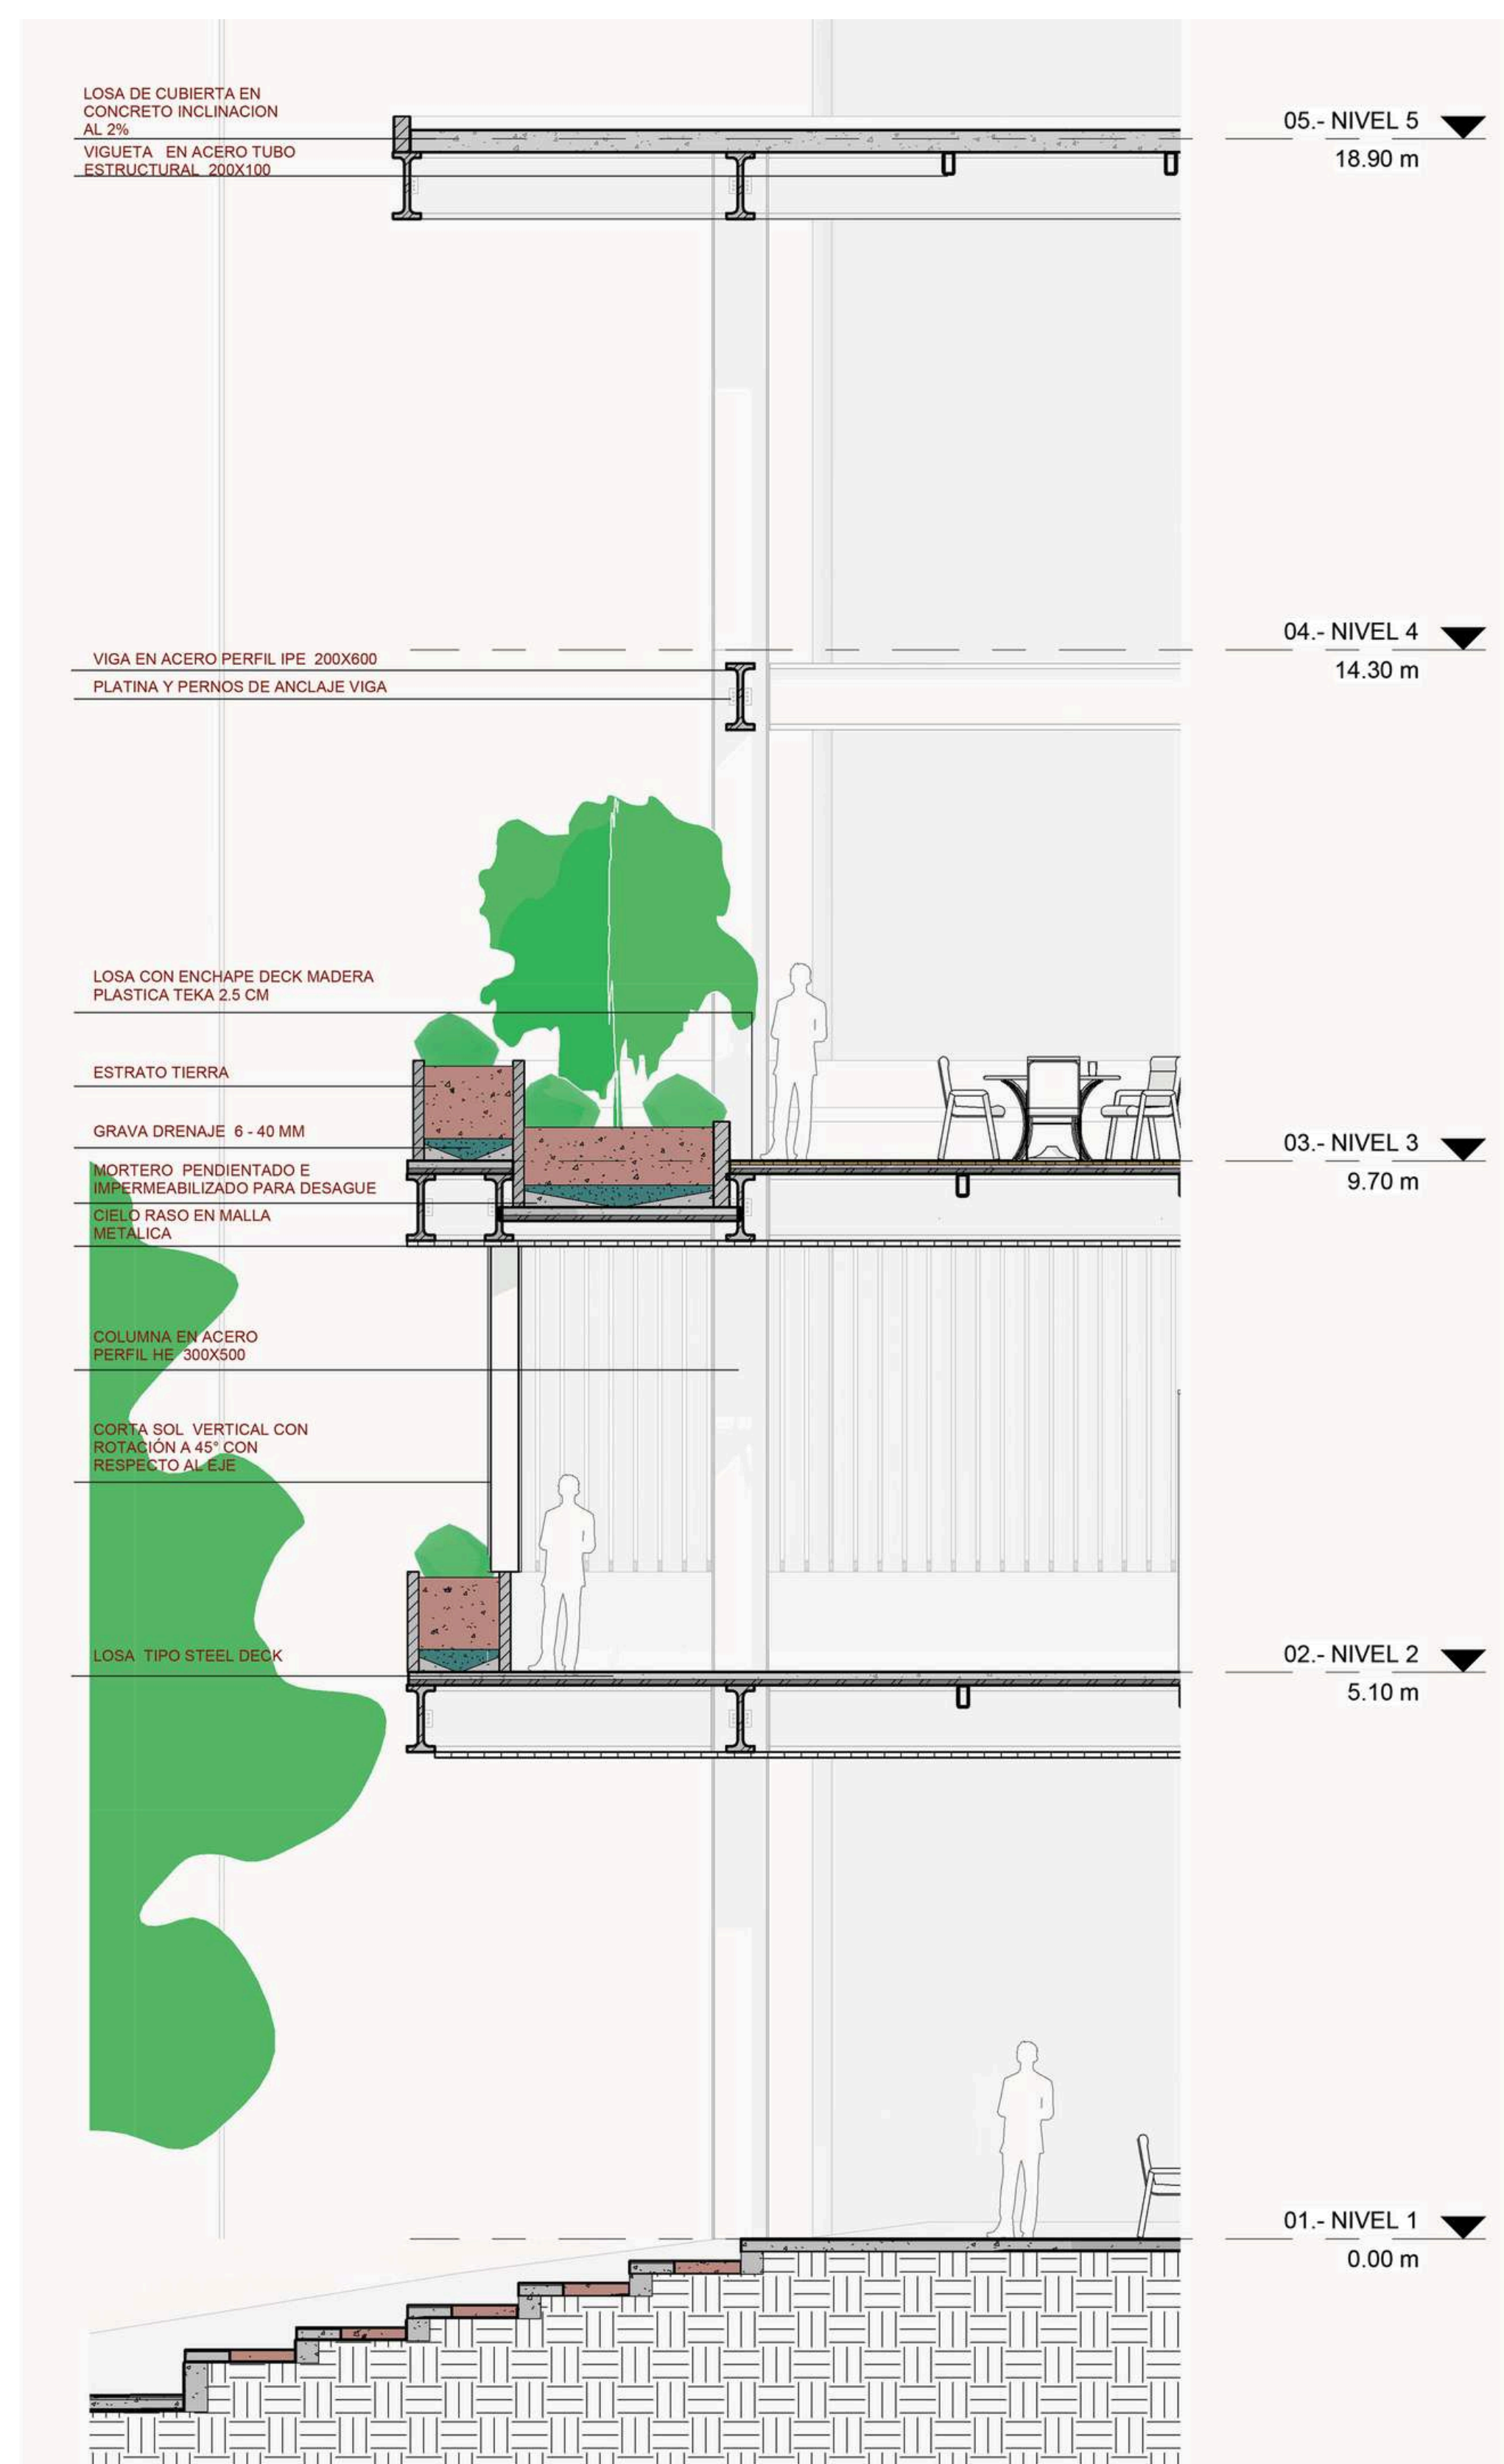 LOSA DE CUBIERTA EN
CONCRETO INCLINACION
AL 2%
VIGUETA EN ACERO TUBO
ESTRUCTURAL 200X100
05.- NIVEL 5
18.90 m
VIGA EN ACERO PERFIL IPE 200X600
PLATINA Y PERNOS DE ANCLAJE VIGA
04.- NIVEL 4
14.30 m
LOSA CON ENCHAPE DECK MADERA
PLASTICA TEKA 2.5 CM
ESTRATO TIERRA
GRAVA DRENAJE 6 - 40 MM
MORTERO PENDIENTADO E
IMPERMEABILIZADO PARA DESAGUE
CIELO RASO EN MALLA
METALICA
03.- NIVEL 3
9.70 m
COLUMNA EN ACERO
PERFIL HE 300X500
CORTA SOL VERTICAL CON
ROTACIÓN A 45° CON
RESPECTO AL EJE
LOSA TIPO STEEL DECK
02.- NIVEL 2
5.10 m
01.- NIVEL 1
0.00 m